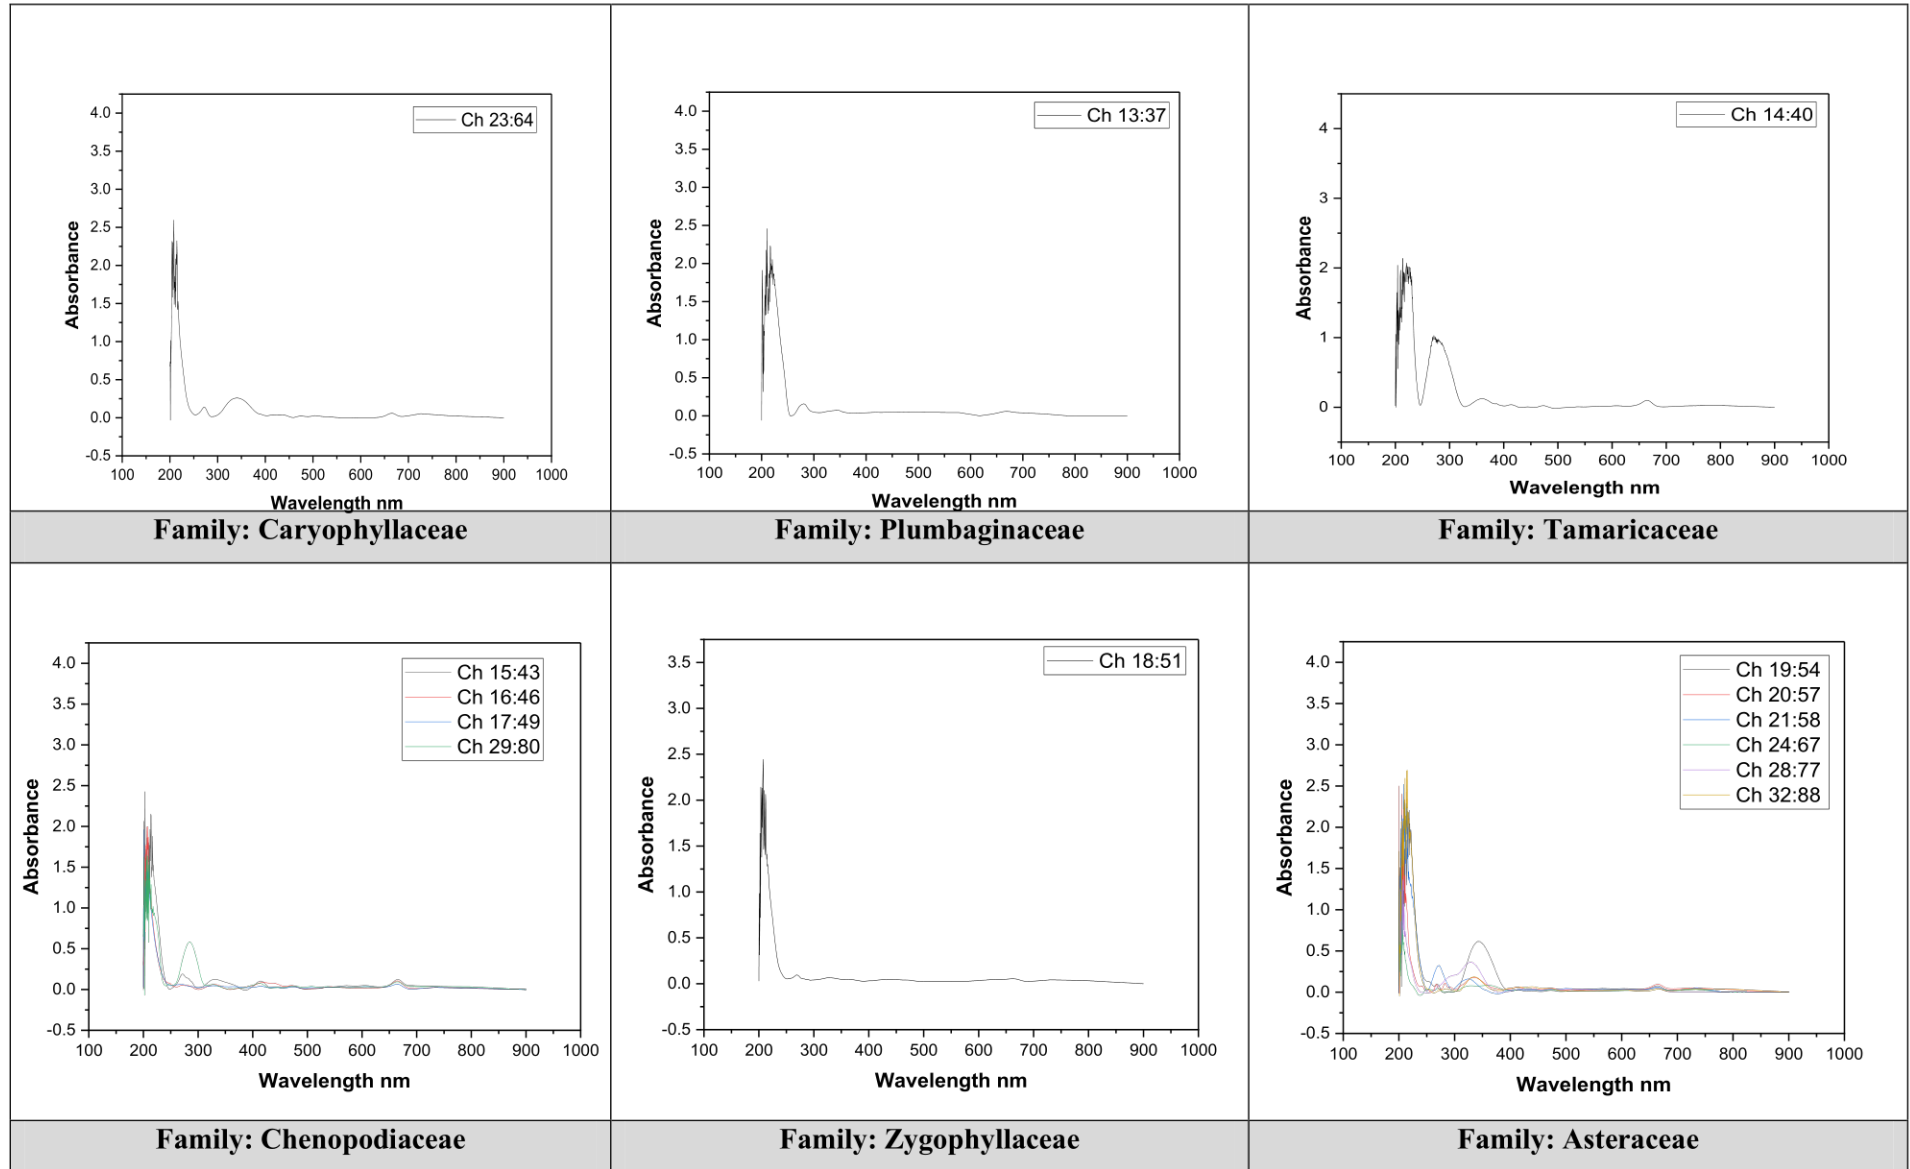 4.0
3.5
3.0
2.5
2.0
1.5
1.0
0.5
0.0
-0.5
Absorbance
Ch 23:64
100 200 300 400 500 600 700 800 900 1000
Wavelength nm
Family: Caryophyllaceae
4.0
3.5
3.0
2.5
2.0
1.5
1.0
0.5
0.0
-0.5
Absorbance
Ch 13:37
100 200 300 400 500 600 700 800 900 1000
Wavelength nm
Family: Plumbaginaceae
4
3
2
1
0
Absorbance
Ch 14:40
100 200 300 400 500 600 700 800 900 1000
Wavelength nm
Family: Tamaricaceae
4.0
3.5
3.0
2.5
2.0
1.5
1.0
0.5
0.0
-0.5
Absorbance
Ch 15:43
Ch 16:46
Ch 17:49
Ch 29:80
100 200 300 400 500 600 700 800 900 1000
Wavelength nm
Family: Chenopodiaceae
3.5
3.0
2.5
2.0
1.5
1.0
0.5
0.0
-0.5
Absorbance
Ch 18:51
100 200 300 400 500 600 700 800 900 1000
Wavelength nm
Family: Zygophyllaceae
4.0
3.5
3.0
2.5
2.0
1.5
1.0
0.5
0.0
-0.5
Absorbance
Ch 19:54
Ch 20:57
Ch 21:58
Ch 24:67
Ch 28:77
Ch 32:88
100 200 300 400 500 600 700 800 900 1000
Wavelength nm
Family: Asteraceae